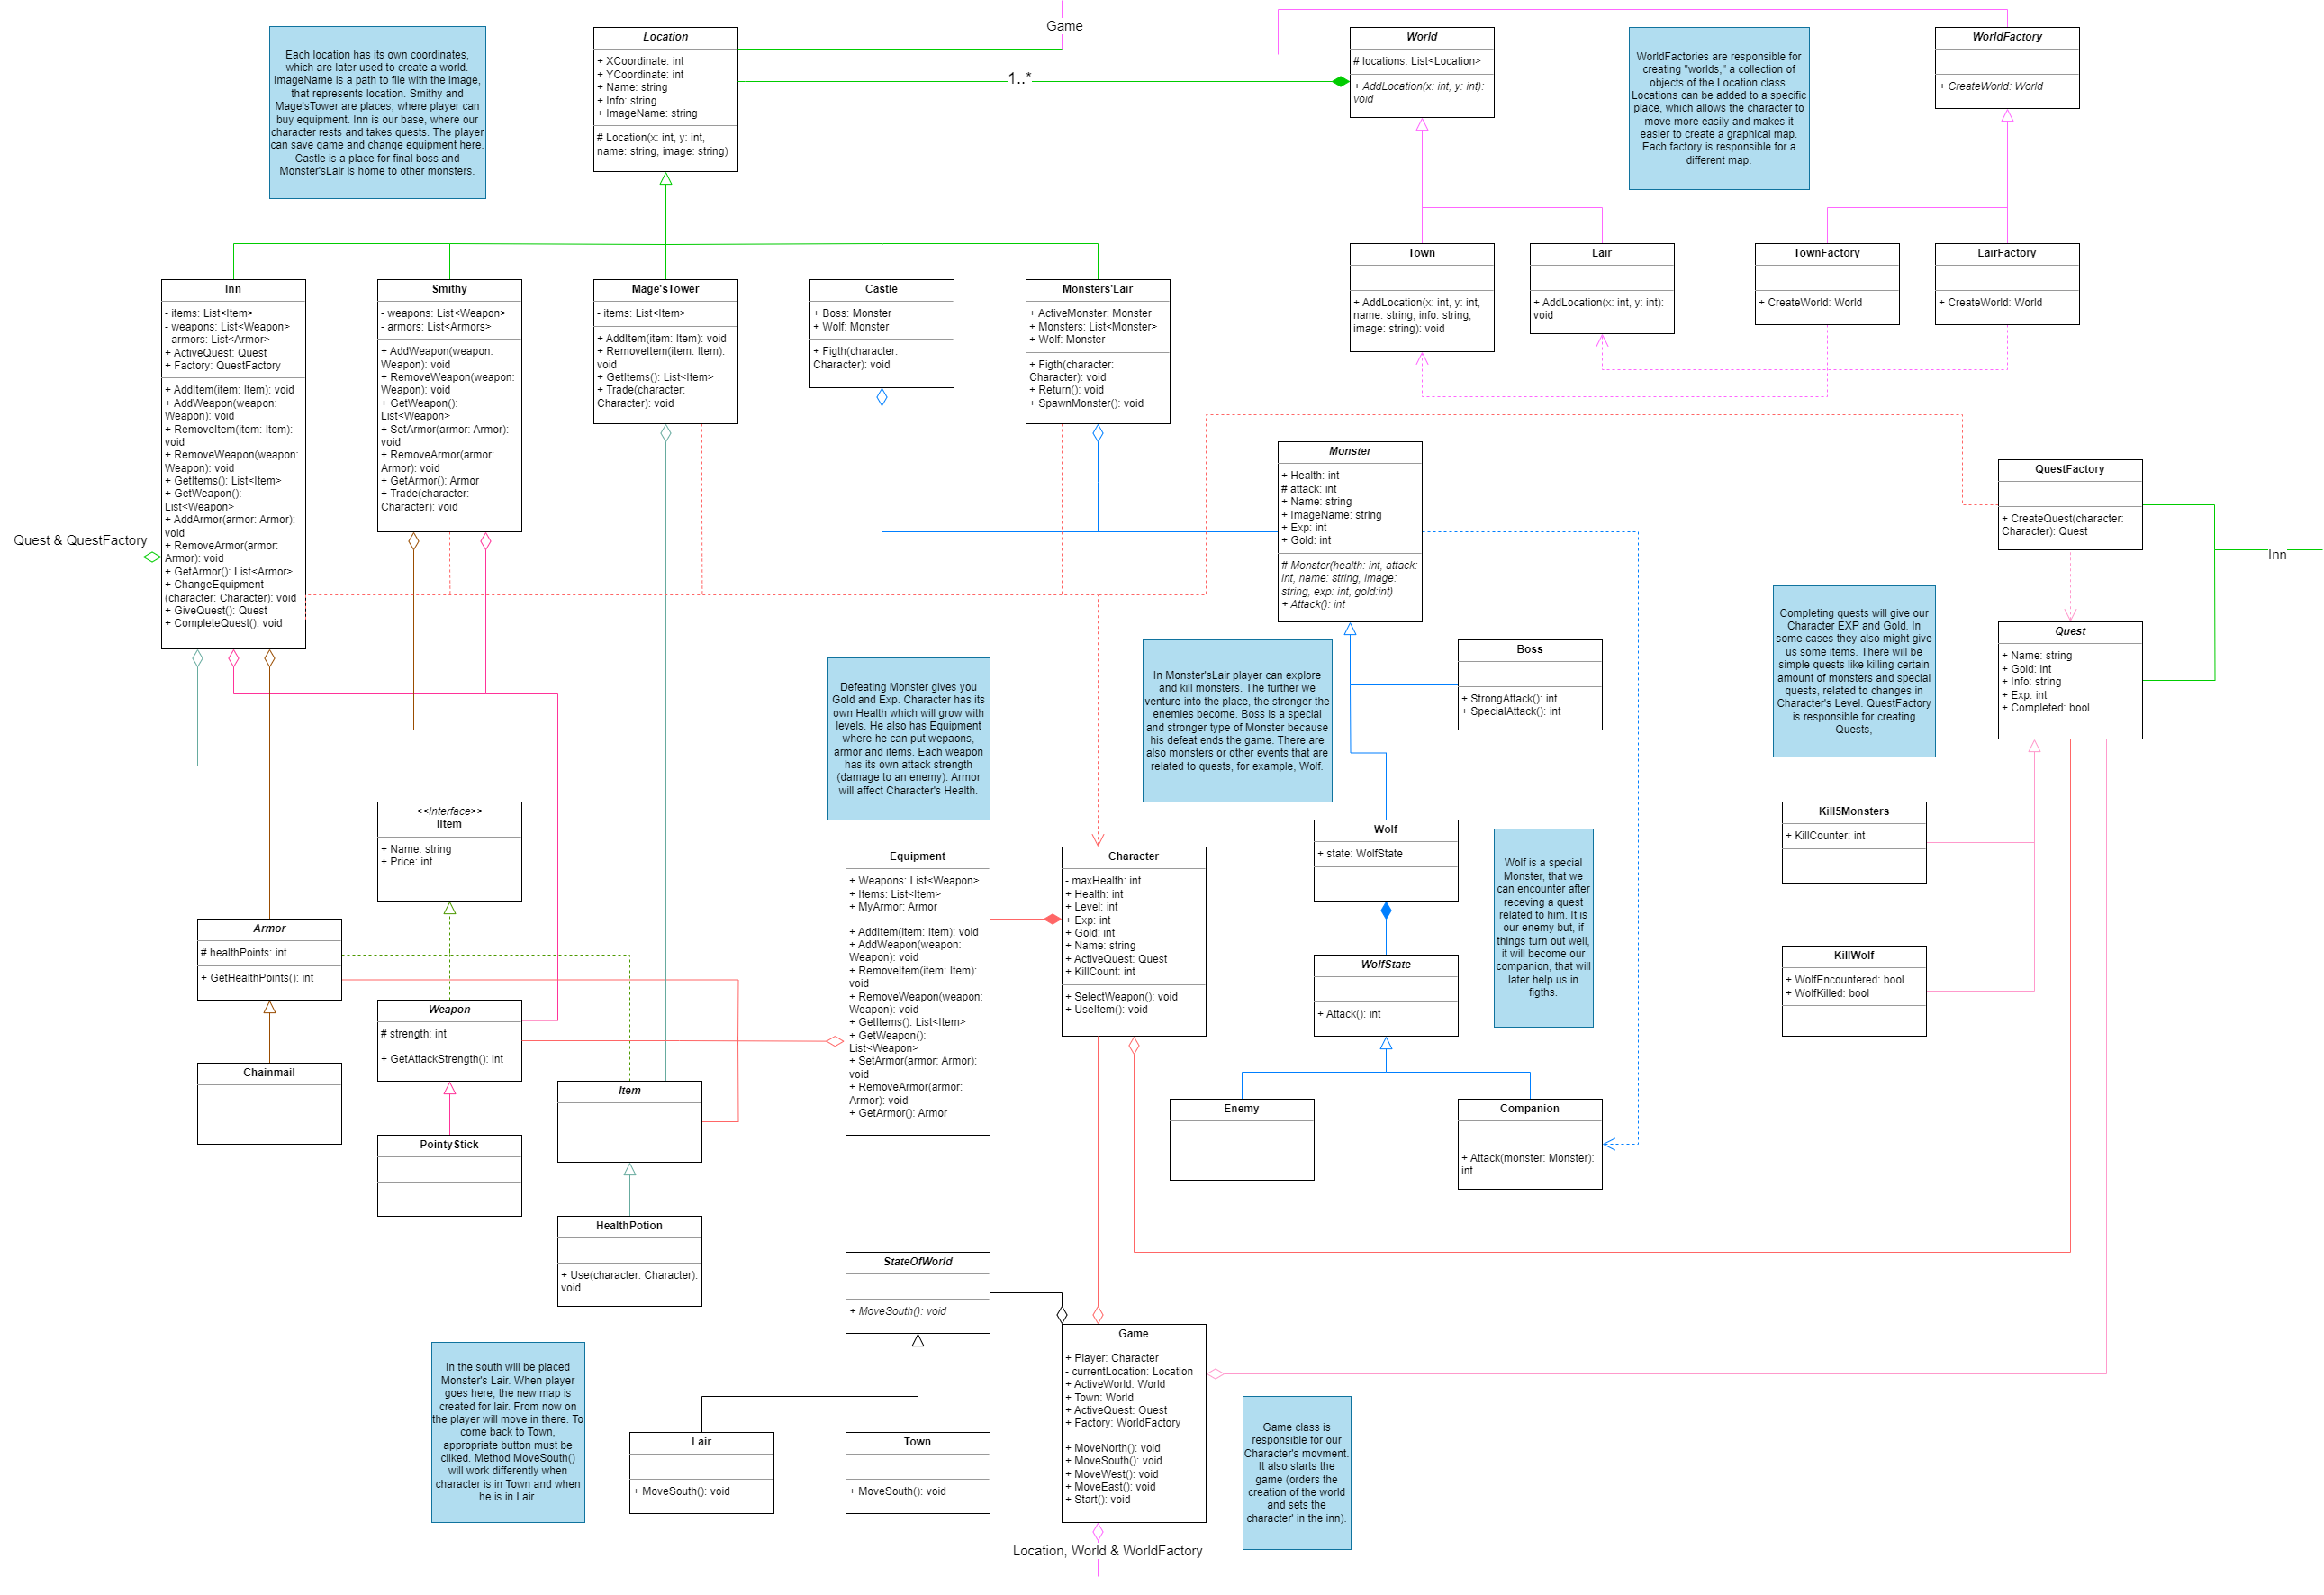 Game
Each location has its own coordinates,
which are later used to create a world.
ImageName is a path to file with the image,
that represents location. Smithy and
Mage'sTower are places, where player can
buy equipment. Inn is our base, where our
character rests and takes quests. The player
can save game and change equipment here.
Castle is a place for final boss and
Monster'sLair is home to other monsters.
Location
+ XCoordinate: int
+ YCoordinate: int
+ Name: string
+ Info: string
+ ImageName: string
# Location(x: int, y: int,
name: string, image: string)
1..*
World
# locations: List<Location>
+ AddLocation(x: int, y: int):
void
WorldFactories are responsible for
creating "worlds," a collection of
objects of the Location class.
Locations can be added to a specific
place, which allows the character to
move more easily and makes it
easier to create a graphical map.
Each factory is responsible for a
different map.
WorldFactory
+ CreateWorld: World
Town
+ AddLocation(x: int, y: int,
name: string, info: string,
image: string): void
Lair
+ AddLocation(x: int, y: int):
void
TownFactory
+ CreateWorld: World
LairFactory
+ CreateWorld: World
Inn
- items: List<Item>
- weapons: List<Weapon>
- armors: List<Armor>
+ ActiveQuest: Quest
+ Factory: QuestFactory
+ AddItem(item: Item): void
+ AddWeapon(weapon:
Weapon): void
+ RemoveItem(item: Item):
void
+ RemoveWeapon(weapon:
Weapon): void
+ GetItems(): List<Item>
+ GetWeapon():
List<Weapon>
+ AddArmor(armor: Armor):
void
+ RemoveArmor(armor:
Armor): void
+ GetArmor(): List<Armor>
+ ChangeEquipment
(character: Character): void
+ GiveQuest(): Quest
+ CompleteQuest(): void
Quest & QuestFactory
Smithy
- weapons: List<Weapon>
- armors: List<Armors>
+ AddWeapon(weapon:
Weapon): void
+ RemoveWeapon(weapon:
Weapon): void
+ GetWeapon():
List<Weapon>
+ SetArmor(armor: Armor):
void
+ RemoveArmor(armor:
Armor): void
+ GetArmor: Armor
+ Trade(character:
Character): void
Mage'sTower
- items: List<Item>
+ AddItem(item: Item): void
+ RemoveItem(item: Item):
void
+ GetItems(): List<Item>
+ Trade(character:
Character): void
Castle
+ Boss: Monster
+ Wolf: Monster
+ Figth(character:
Character): void
Monsters'Lair
+ ActiveMonster: Monster
+ Monsters: List<Monster>
+ Wolf: Monster
+ Figth(character:
Character): void
+ Return(): void
+ SpawnMonster(): void
Monster
+ Health: int
# attack: int
+ Name: string
+ ImageName: string
+ Exp: int
+ Gold: int
# Monster(health: int, attack:
int, name: string, image:
string, exp: int, gold:int)
+ Attack(): int
QuestFactory
+ CreateQuest(character:
Character): Quest
Inn
Completing quests will give our
Character EXP and Gold. In
some cases they also might give
us some items. There will be
simple quests like killing certain
amount of monsters and special
quests, related to changes in
Character's Level. QuestFactory
is responsible for creating
Quests,
Quest
+ Name: string
+ Gold: int
+ Info: string
+ Exp: int
+ Completed: bool
Defeating Monster gives you
Gold and Exp. Character has its
own Health which will grow with
levels. He also has Equipment
where he can put wepaons,
armor and items. Each weapon
has its own attack strength
(damage to an enemy). Armor
will affect Character's Health.
In Monster'sLair player can explore
and kill monsters. The further we
venture into the place, the stronger the
enemies become. Boss is a special
and stronger type of Monster because
his defeat ends the game. There are
also monsters or other events that are
related to quests, for example, Wolf.
Boss
+ StrongAttack(): int
+ SpecialAttack(): int
<<Interface>>
IItem
+ Name: string
+ Price: int
Kill5Monsters
+ KillCounter: int
Wolf
+ state: WolfState
Wolf is a special
Monster, that we
can encounter after
receving a quest
related to him. It is
our enemy but, if
things turn out well,
it will become our
companion, that will
later help us in
figths.
Equipment
+ Weapons: List<Weapon>
+ Items: List<Item>
+ MyArmor: Armor
+ AddItem(item: Item): void
+ AddWeapon(weapon:
Weapon): void
+ RemoveItem(item: Item):
void
+ RemoveWeapon(weapon:
Weapon): void
+ GetItems(): List<Item>
+ GetWeapon():
List<Weapon>
+ SetArmor(armor: Armor):
void
+ RemoveArmor(armor:
Armor): void
+ GetArmor(): Armor
Character
- maxHealth: int
+ Health: int
+ Level: int
+ Exp: int
+ Gold: int
+ Name: string
+ ActiveQuest: Quest
+ KillCount: int
+ SelectWeapon(): void
+ UseItem(): void
Armor
# healthPoints: int
+ GetHealthPoints(): int
KillWolf
+ WolfEncountered: bool
+ WolfKilled: bool
WolfState
+ Attack(): int
Weapon
# strength: int
+ GetAttackStrength(): int
Chainmail
Item
Enemy
Companion
+ Attack(monster: Monster):
int
PointyStick
HealthPotion
+ Use(character: Character):
void
StateOfWorld
+ MoveSouth(): void
Game
+ Player: Character
- currentLocation: Location
+ ActiveWorld: World
+ Town: World
+ ActiveQuest: Ouest
+ Factory: WorldFactory
+ MoveNorth(): void
+ MoveSouth(): void
+ MoveWest(): void
+ MoveEast(): void
+ Start(): void
In the south will be placed
Monster's Lair. When player
goes here, the new map is
created for lair. From now on
the player will move in there. To
come back to Town,
appropriate button must be
cliked. Method MoveSouth()
will work differently when
character is in Town and when
he is in Lair.
Lair
+ MoveSouth(): void
Town
+ MoveSouth(): void
Game class is
responsible for our
Character's movment.
It also starts the
game (orders the
creation of the world
and sets the
character' in the inn).
Location, World & WorldFactory